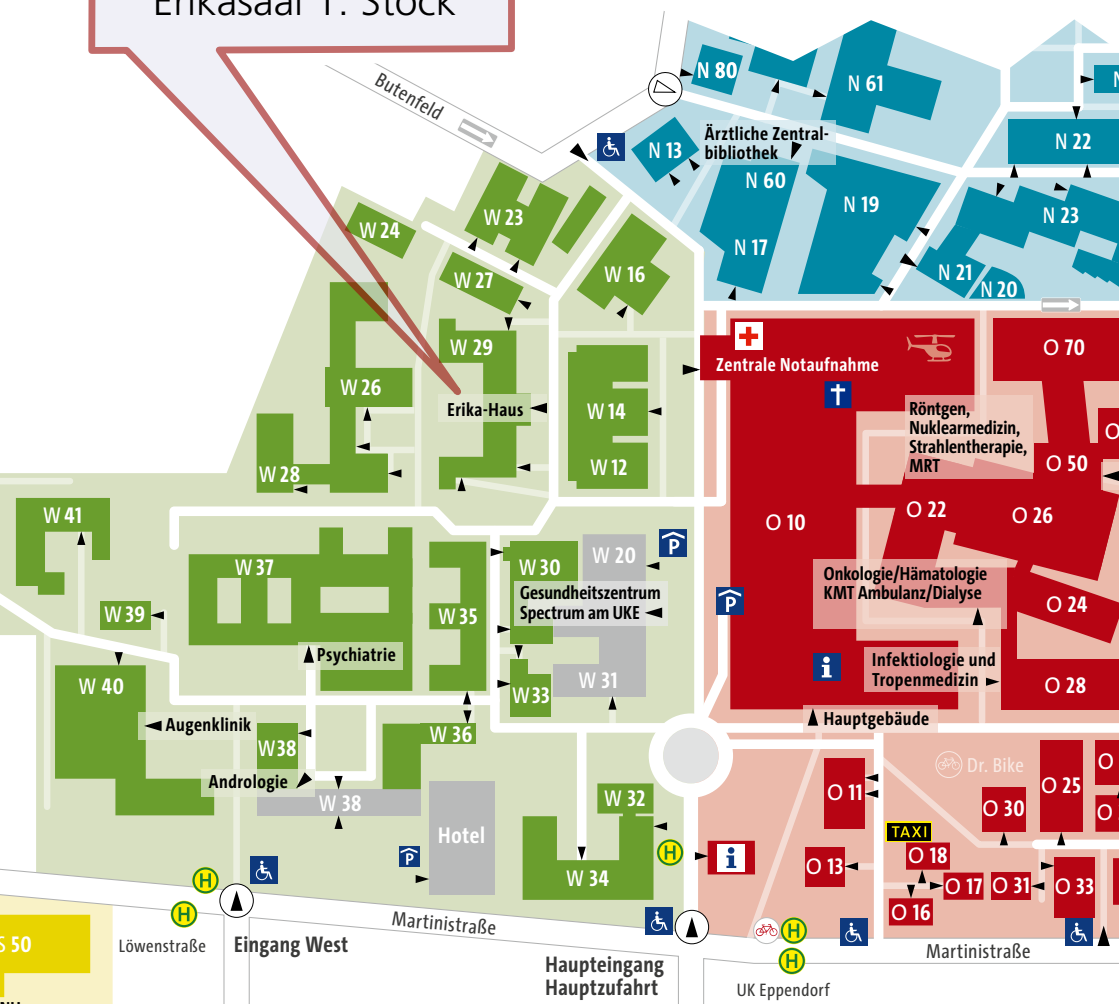 Erikasaal 1. Stock
Butenfeld
N 80
N 61
Ärztliche Zentral-
bibliothek
N 13
N 22
N 60
N 19
N 23
N 17
N 21
N 20
W 24
W 23
W 27
W 16
W 29
W 26
Erika-Haus
W 14
W 12
W 28
Zentrale Notaufnahme
O 70
Röntgen,
Nuklearmedizin,
Strahlentherapie,
MRT
O 50
O 10
O 22
O 26
W 41
W 37
W 39
W 35
W 30
W 20
P
Gesundheitszentrum
Spectrum am UKE
P
Onkologie/Hämatologie
KMT Ambulanz/Dialyse
O 24
Psychiatrie
W 40
W 33
W 31
i
Infektiologie und
Tropenmedizin
O 28
Augenklinik
W 38
W 36
Hauptgebäude
Andrologie
W 38
Hotel
W 32
W 34
P
H
i
Dr. Bike
O 11
O 25
O 30
TAXI
O 13
O 18
O 17
O 31
O 33
O 16
H
H
S 50
Löwenstraße
Eingang West
Martinistraße
Haupteingang
Hauptzufahrt
H
H
UK Eppendorf
Martinistraße